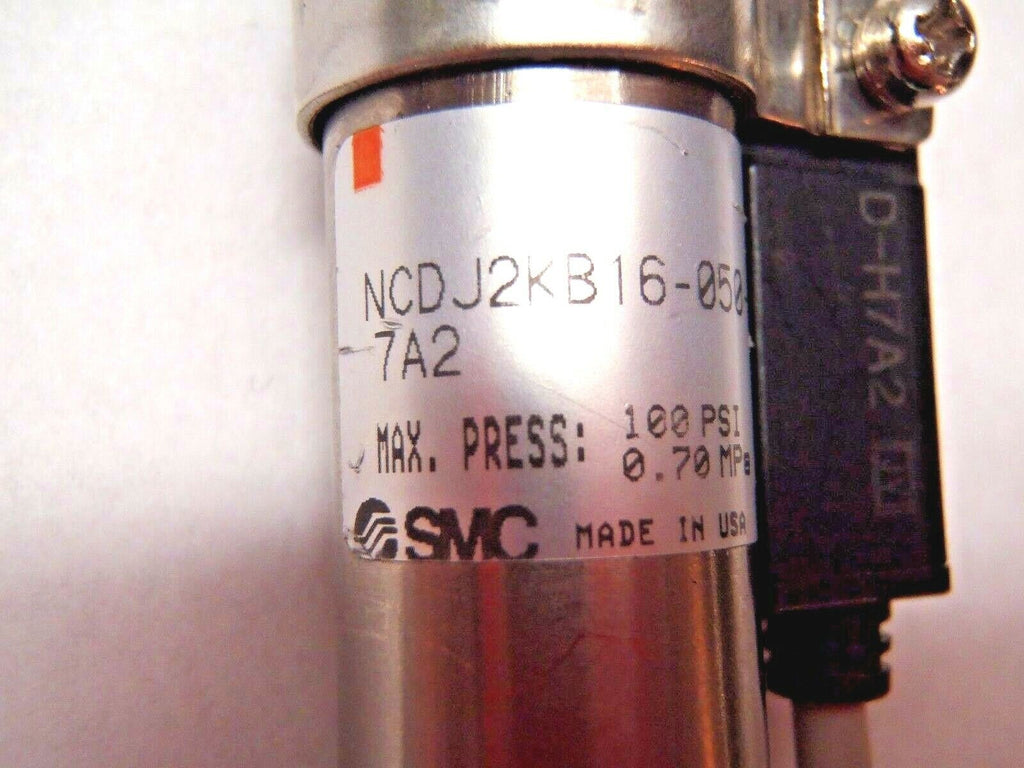 NCDJ2KB16-050-
7A2
MAX. PRESS: 100 PSI
0.70 MPa
SMC MADE IN USA
D-H7A2